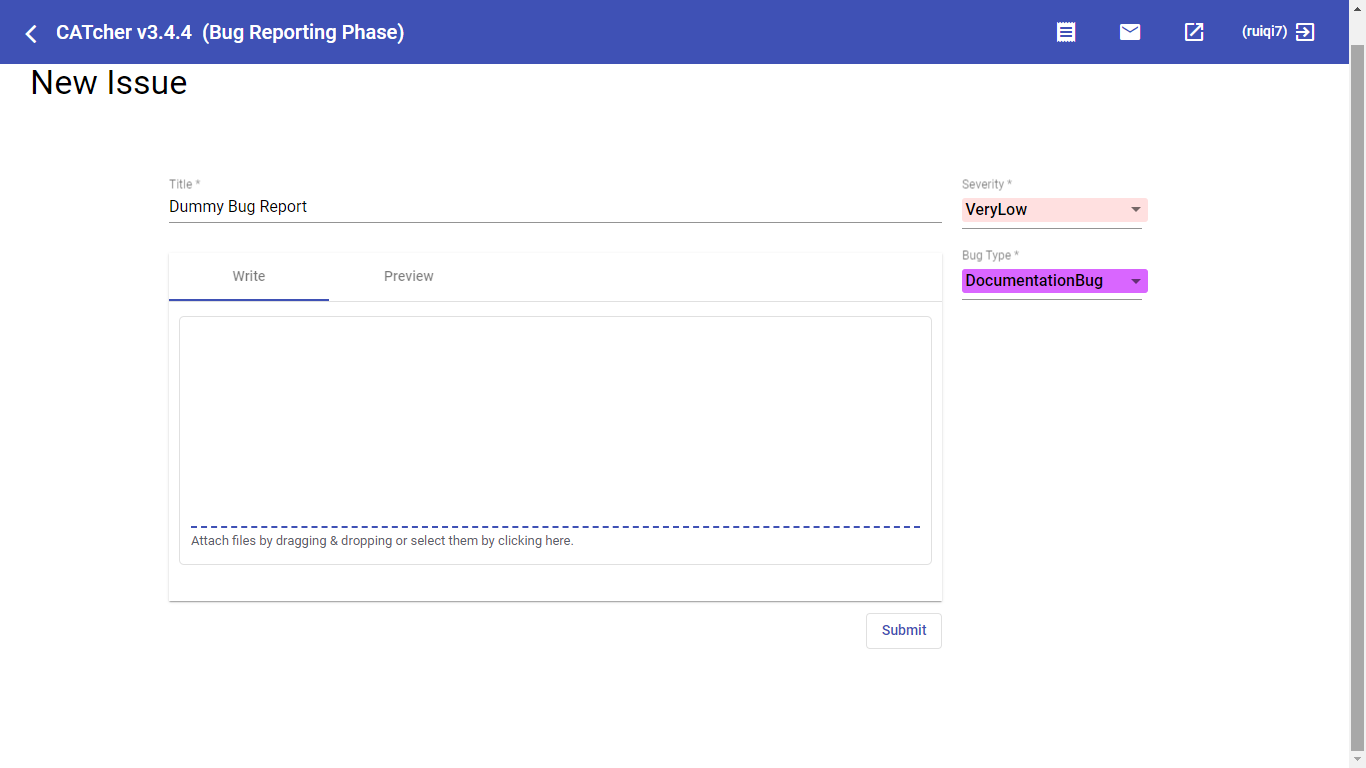 CATcher v3.4.4 (Bug Reporting Phase)
(ruiqi7)
New Issue
Title *
Dummy Bug Report
Severity *
VeryLow
Bug Type *
DocumentationBug
Write
Preview
Attach files by dragging & dropping or select them by clicking here.
Submit